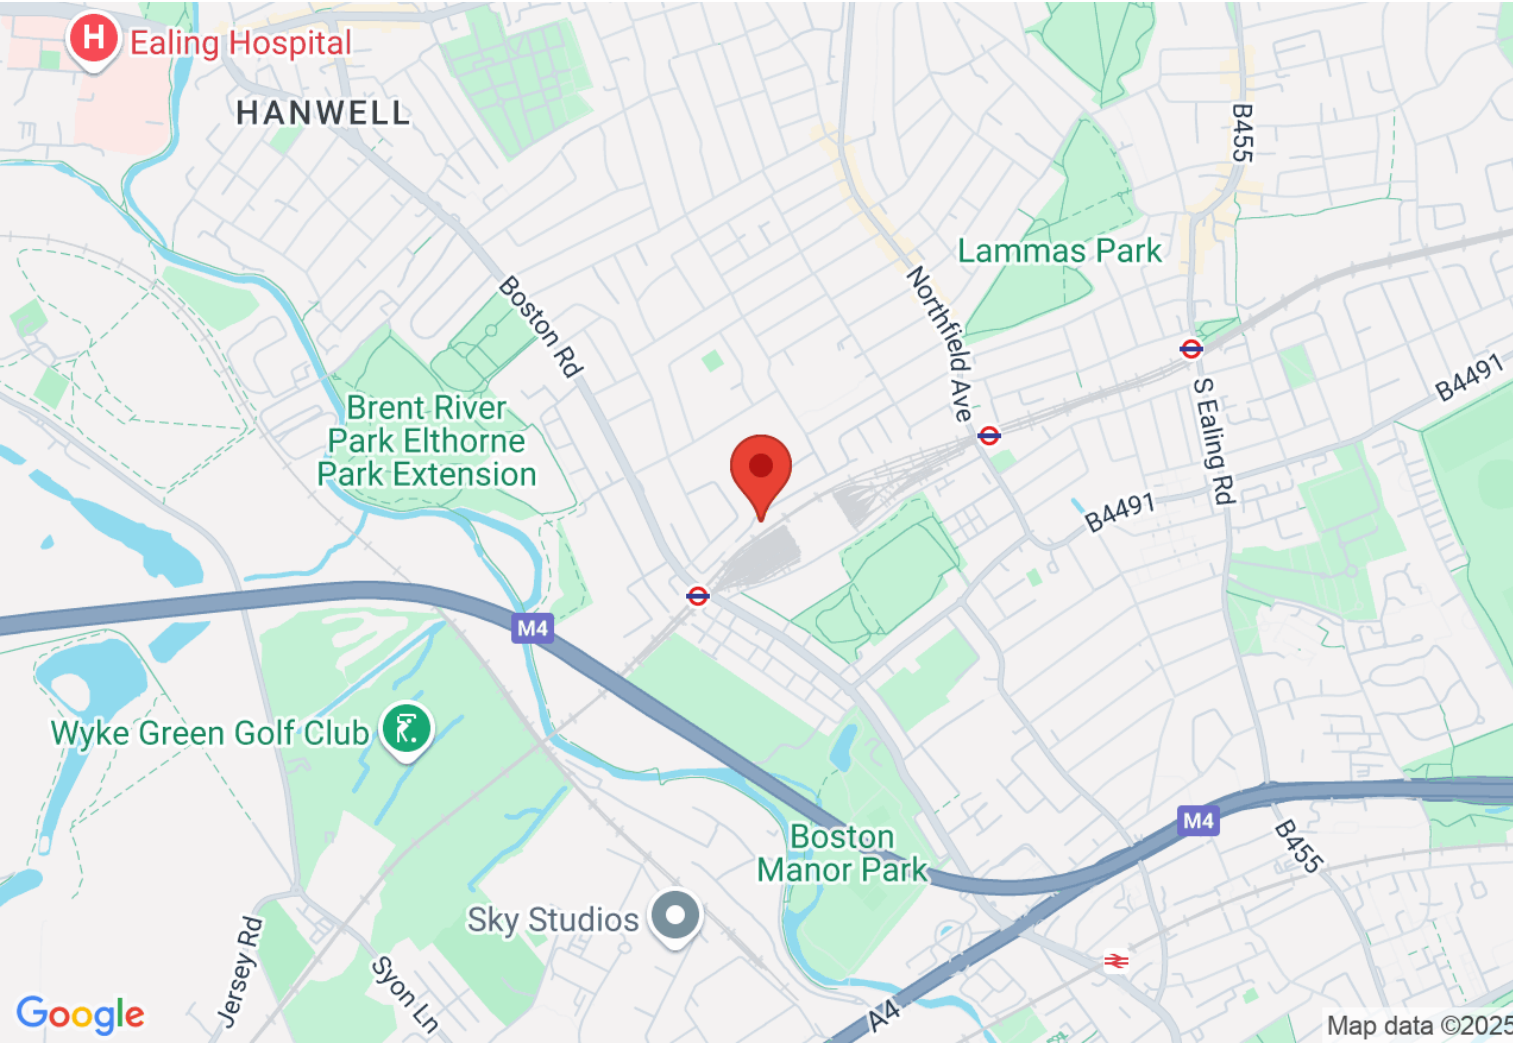 H
Ealing Hospital
HANWELL
B455
Lammas Park
Boston Rd
Northfield Ave
B4491
S Ealing Rd
Brent River
Park Elthorne
Park Extension
B4491
M4
Wyke Green Golf Club
M4
B455
Boston
Manor Park
Sky Studios
Jersey Rd
Syon Ln
A4
Google
Map data ©2025